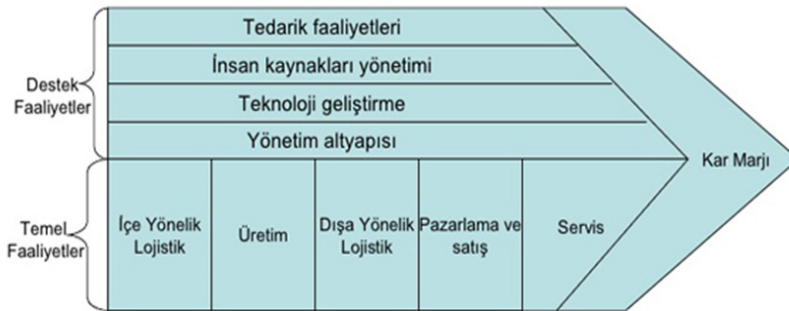 Destek
Faaliyetler
Tedarik faaliyetleri
İnsan kaynakları yönetimi
Teknoloji geliştirme
Yönetim altyapısı
Kar Marjı
Temel
Faaliyetler
İçe Yönelik
Lojistik
Üretim
Dışa Yönelik
Lojistik
Pazarlama ve
satış
Servis